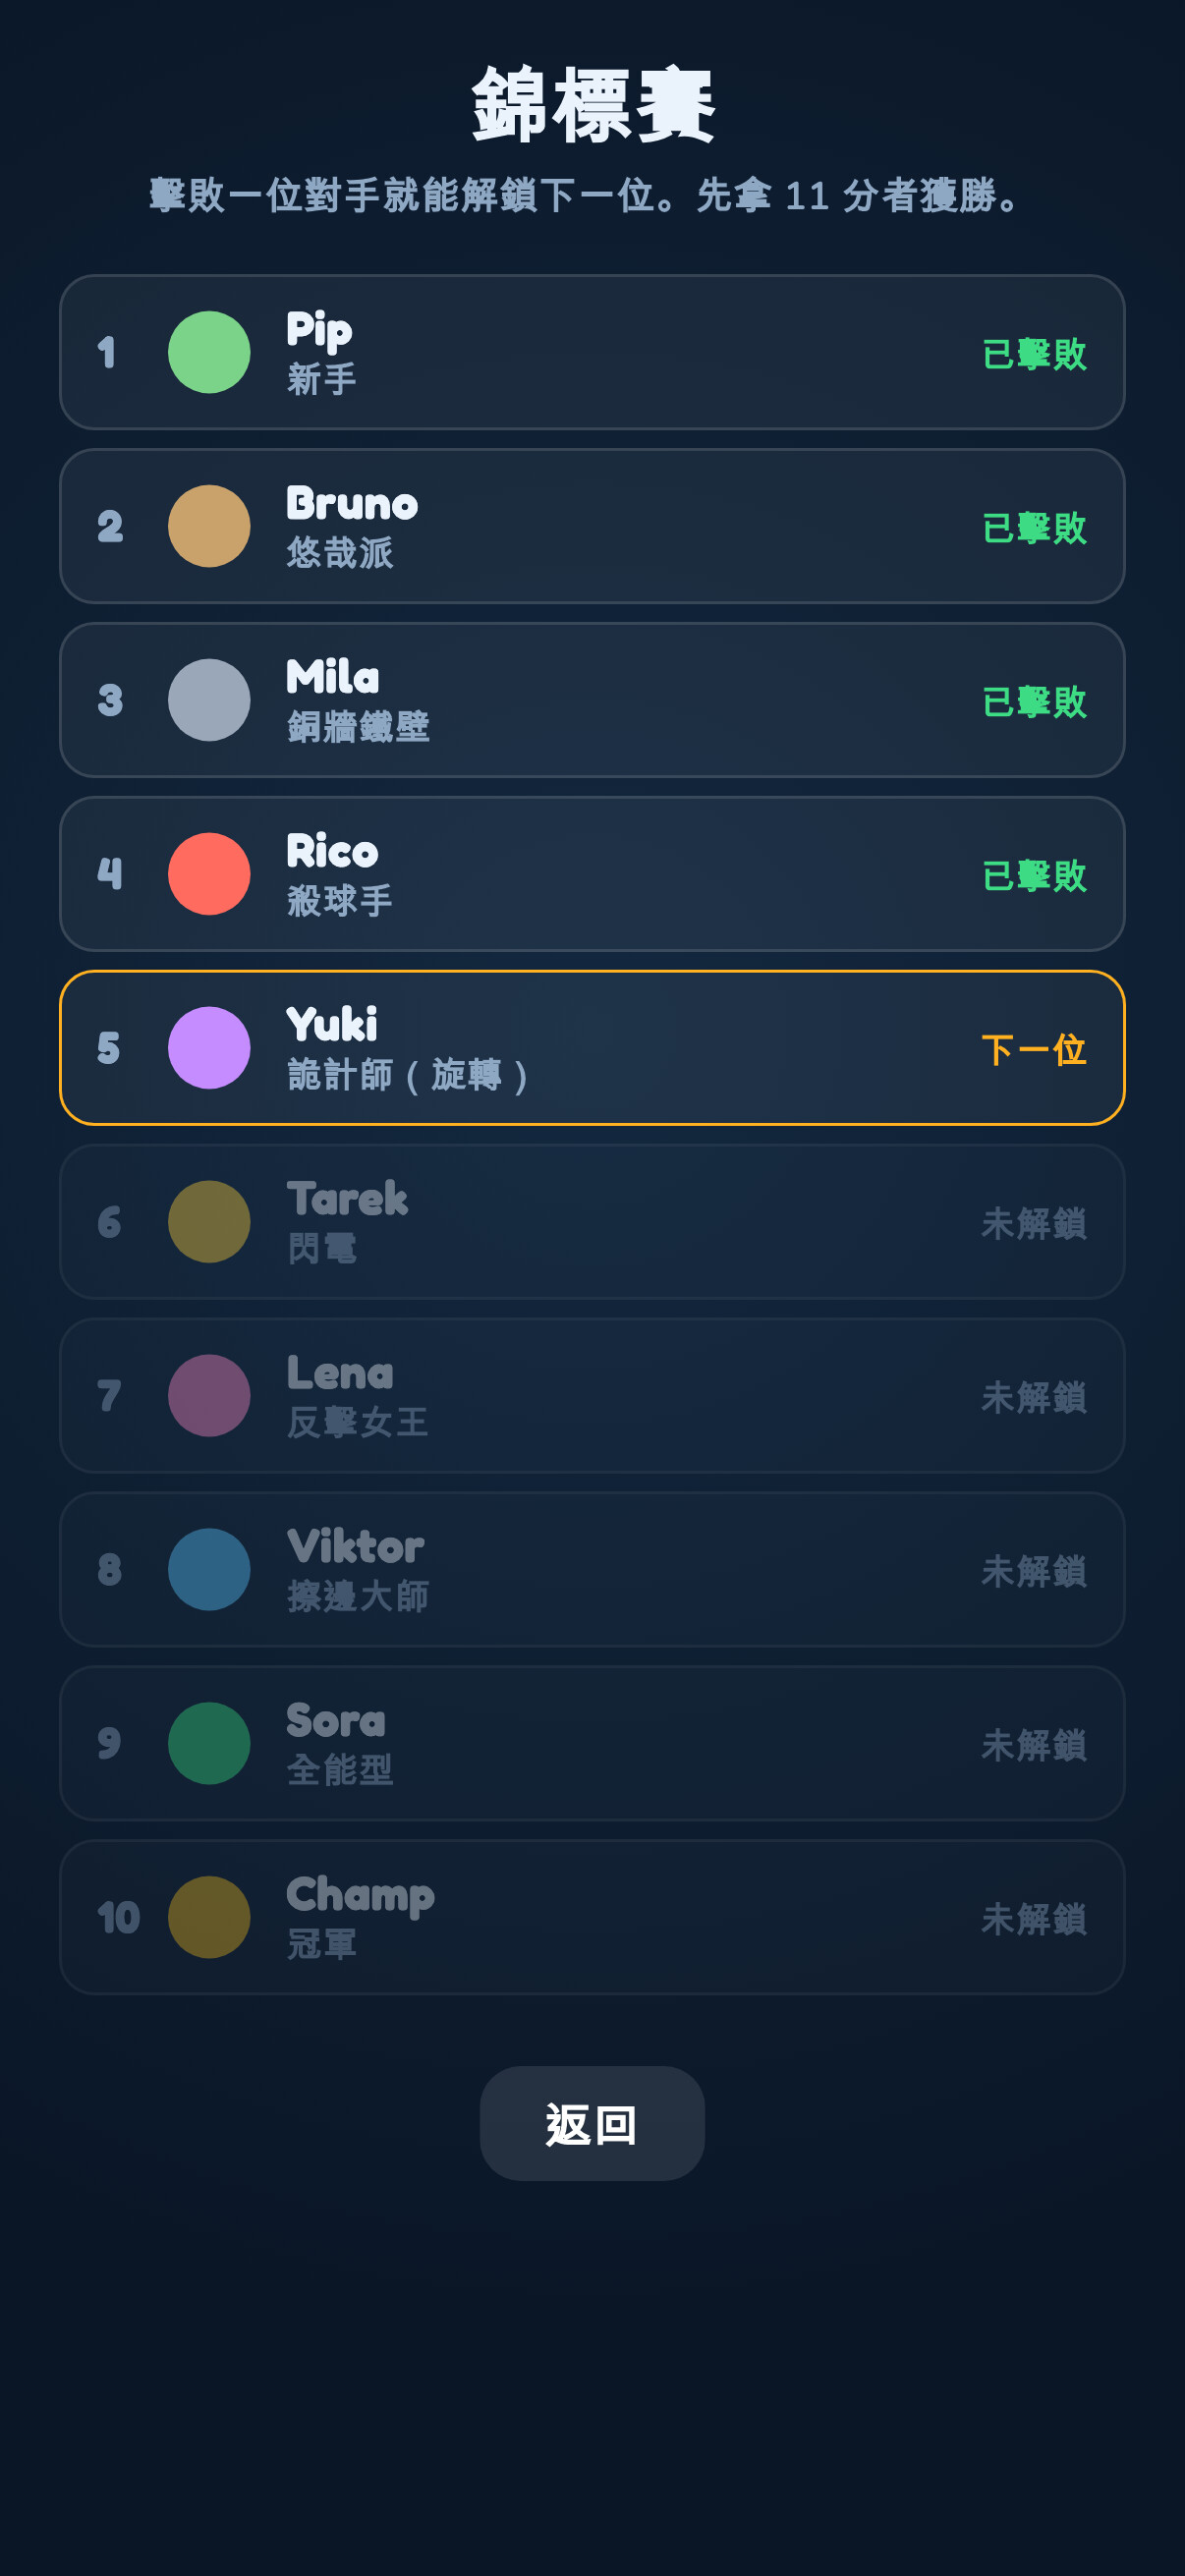 錦標賽
擊敗一位對手就能解鎖下一位。先拿 11 分者獲勝。
1
Pip
新手
已擊敗
2
Bruno
悠哉派
已擊敗
3
Mila
銅牆鐵壁
已擊敗
4
Rico
殺球手
已擊敗
5
Yuki
詭計師 ( 旋轉 )
下一位
6
Tarek
閃電
未解鎖
7
Lena
反擊女王
未解鎖
8
Viktor
擦邊大師
未解鎖
9
Sora
全能型
未解鎖
10
Champ
冠軍
未解鎖
返回